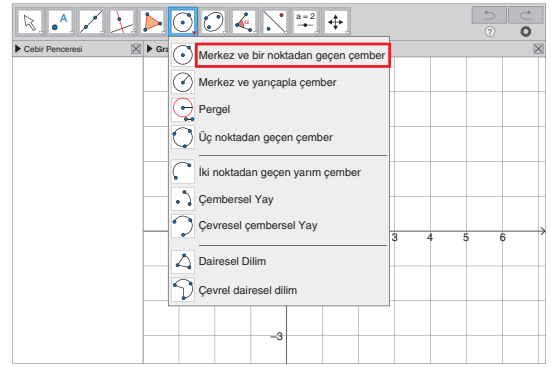 A
α
a = 2
?
Cebir Penceresi
Gra
Merkez ve bir noktadan geçen çember
Merkez ve yarıçapla çember
Pergel
Üç noktadan geçen çember
İki noktadan geçen yarım çember
Çembersel Yay
Çevresel çembersel Yay
Dairesel Dilim
Çevrel dairesel dilim
3 4 5 6
–3